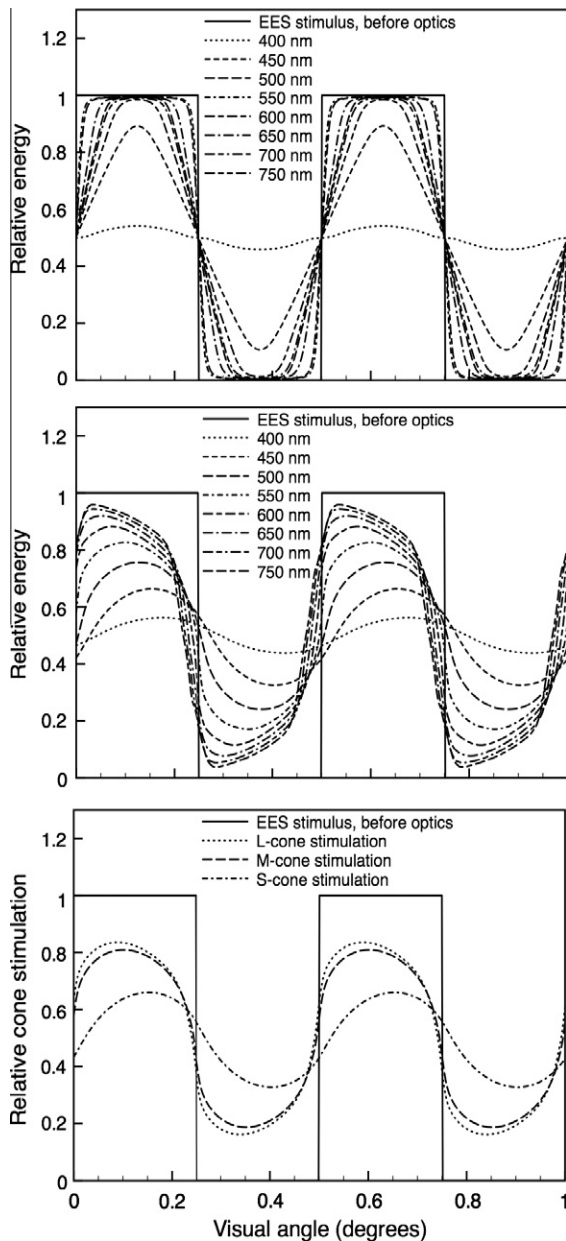 EES stimulus, before optics
400 nm
450 nm
500 nm
550 nm
600 nm
650 nm
700 nm
750 nm
1.2
1
0.8
0.6
0.4
0.2
0
Relative energy
EES stimulus, before optics
400 nm
450 nm
500 nm
550 nm
600 nm
650 nm
700 nm
750 nm
1.2
1
0.8
0.6
0.4
0.2
0
Relative energy
EES stimulus, before optics
L-cone stimulation
M-cone stimulation
S-cone stimulation
1.2
1
0.8
0.6
0.4
0.2
0
Relative cone stimulation
0 0.2 0.4 0.6 0.8 1
Visual angle (degrees)